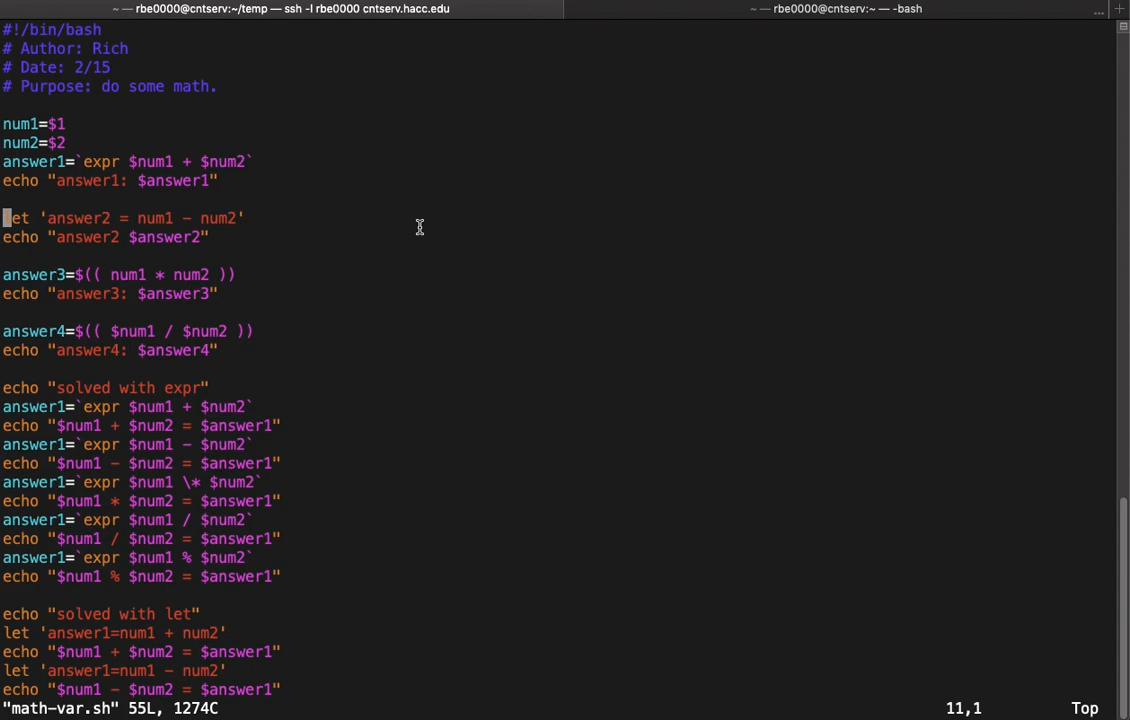 ~ — rbe0000@cntserv:~/temp — ssh -l rbe0000 cntserv.hacc.edu
~ — rbe0000@cntserv:~ — -bash
... +
#!/bin/bash
# Author: Rich
# Date: 2/15
# Purpose: do some math.
num1=$1
num2=$2
answer1=`expr $num1 + $num2`
echo "answer1: $answer1"
let 'answer2 = num1 - num2'
echo "answer2 $answer2"
answer3=$(( num1 * num2 ))
echo "answer3: $answer3"
answer4=$(( $num1 / $num2 ))
echo "answer4: $answer4"
echo "solved with expr"
answer1=`expr $num1 + $num2`
echo "$num1 + $num2 = $answer1"
answer1=`expr $num1 - $num2`
echo "$num1 - $num2 = $answer1"
answer1=`expr $num1 \* $num2`
echo "$num1 * $num2 = $answer1"
answer1=`expr $num1 / $num2`
echo "$num1 / $num2 = $answer1"
answer1=`expr $num1 % $num2`
echo "$num1 % $num2 = $answer1"
echo "solved with let"
let 'answer1=num1 + num2'
echo "$num1 + $num2 = $answer1"
let 'answer1=num1 - num2'
echo "$num1 - $num2 = $answer1"
"math-var.sh" 55L, 1274C 11,1 Top